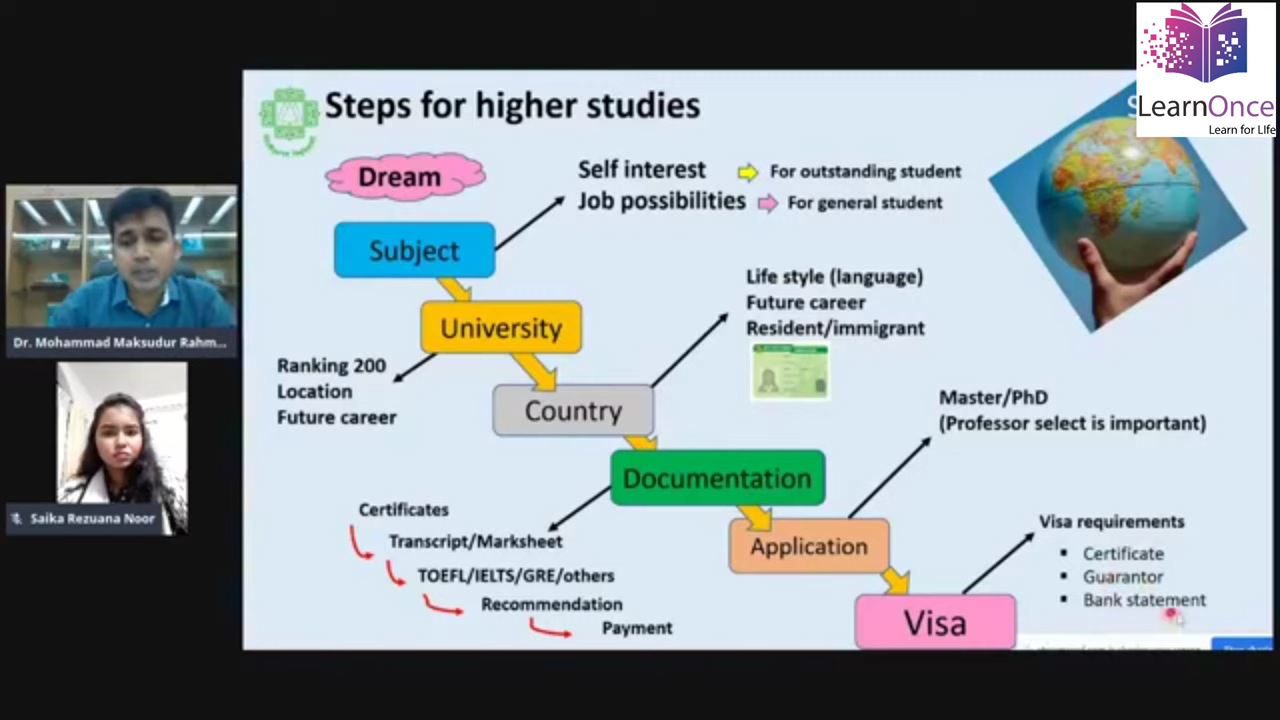 LearnOnce
Learn for LIfe
Steps for higher studies
Dream
Self interest
For outstanding student
Job possibilities
For general student
Subject
University
Ranking 200
Location
Future career
Country
Life style (language)
Future career
Resident/immigrant
Documentation
Certificates
Transcript/Marksheet
TOEFL/IELTS/GRE/others
Recommendation
Payment
Application
Master/PhD
(Professor select is important)
Visa
Visa requirements
▪ Certificate
▪ Guarantor
▪ Bank statement
Dr. Mohammad Maksudur Rahm...
Saika Rezuana Noor